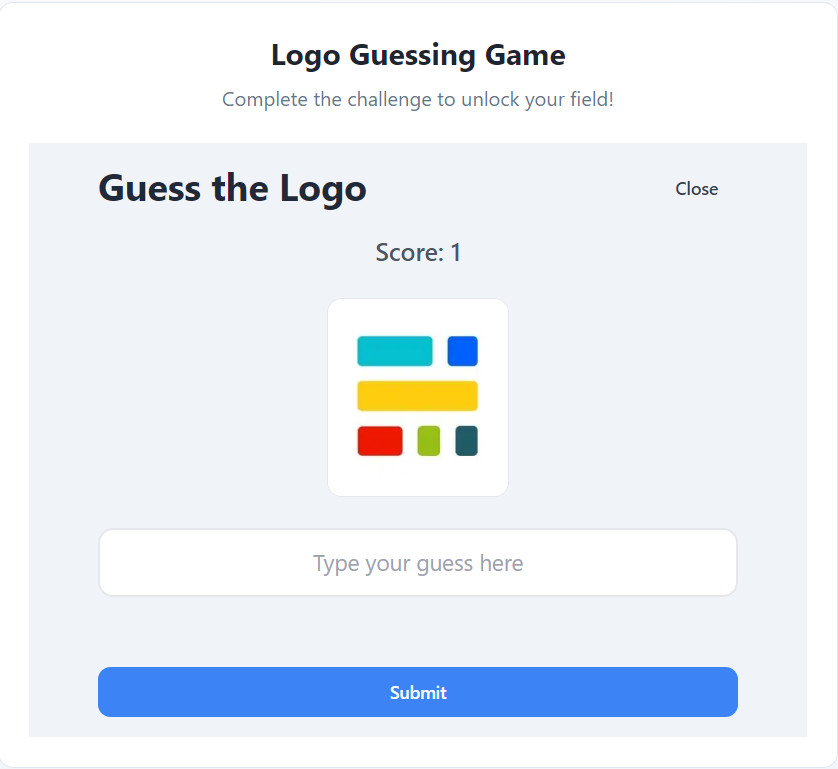 Logo Guessing Game
Complete the challenge to unlock your field!
Guess the Logo
Close
Score: 1
Type your guess here
Submit